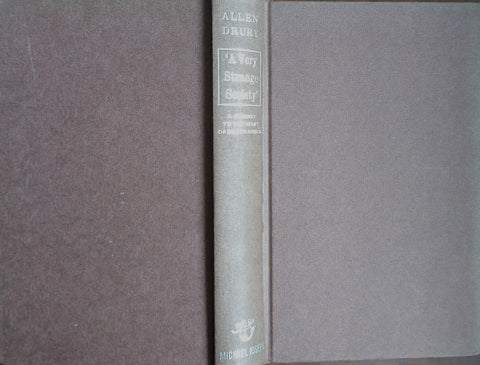 ALLEN
DRURY
'A Very
Strange
Society'
A JOURNEY
TO THE HEART
OF SOUTH AFRICA
MICHAEL JOSEPH